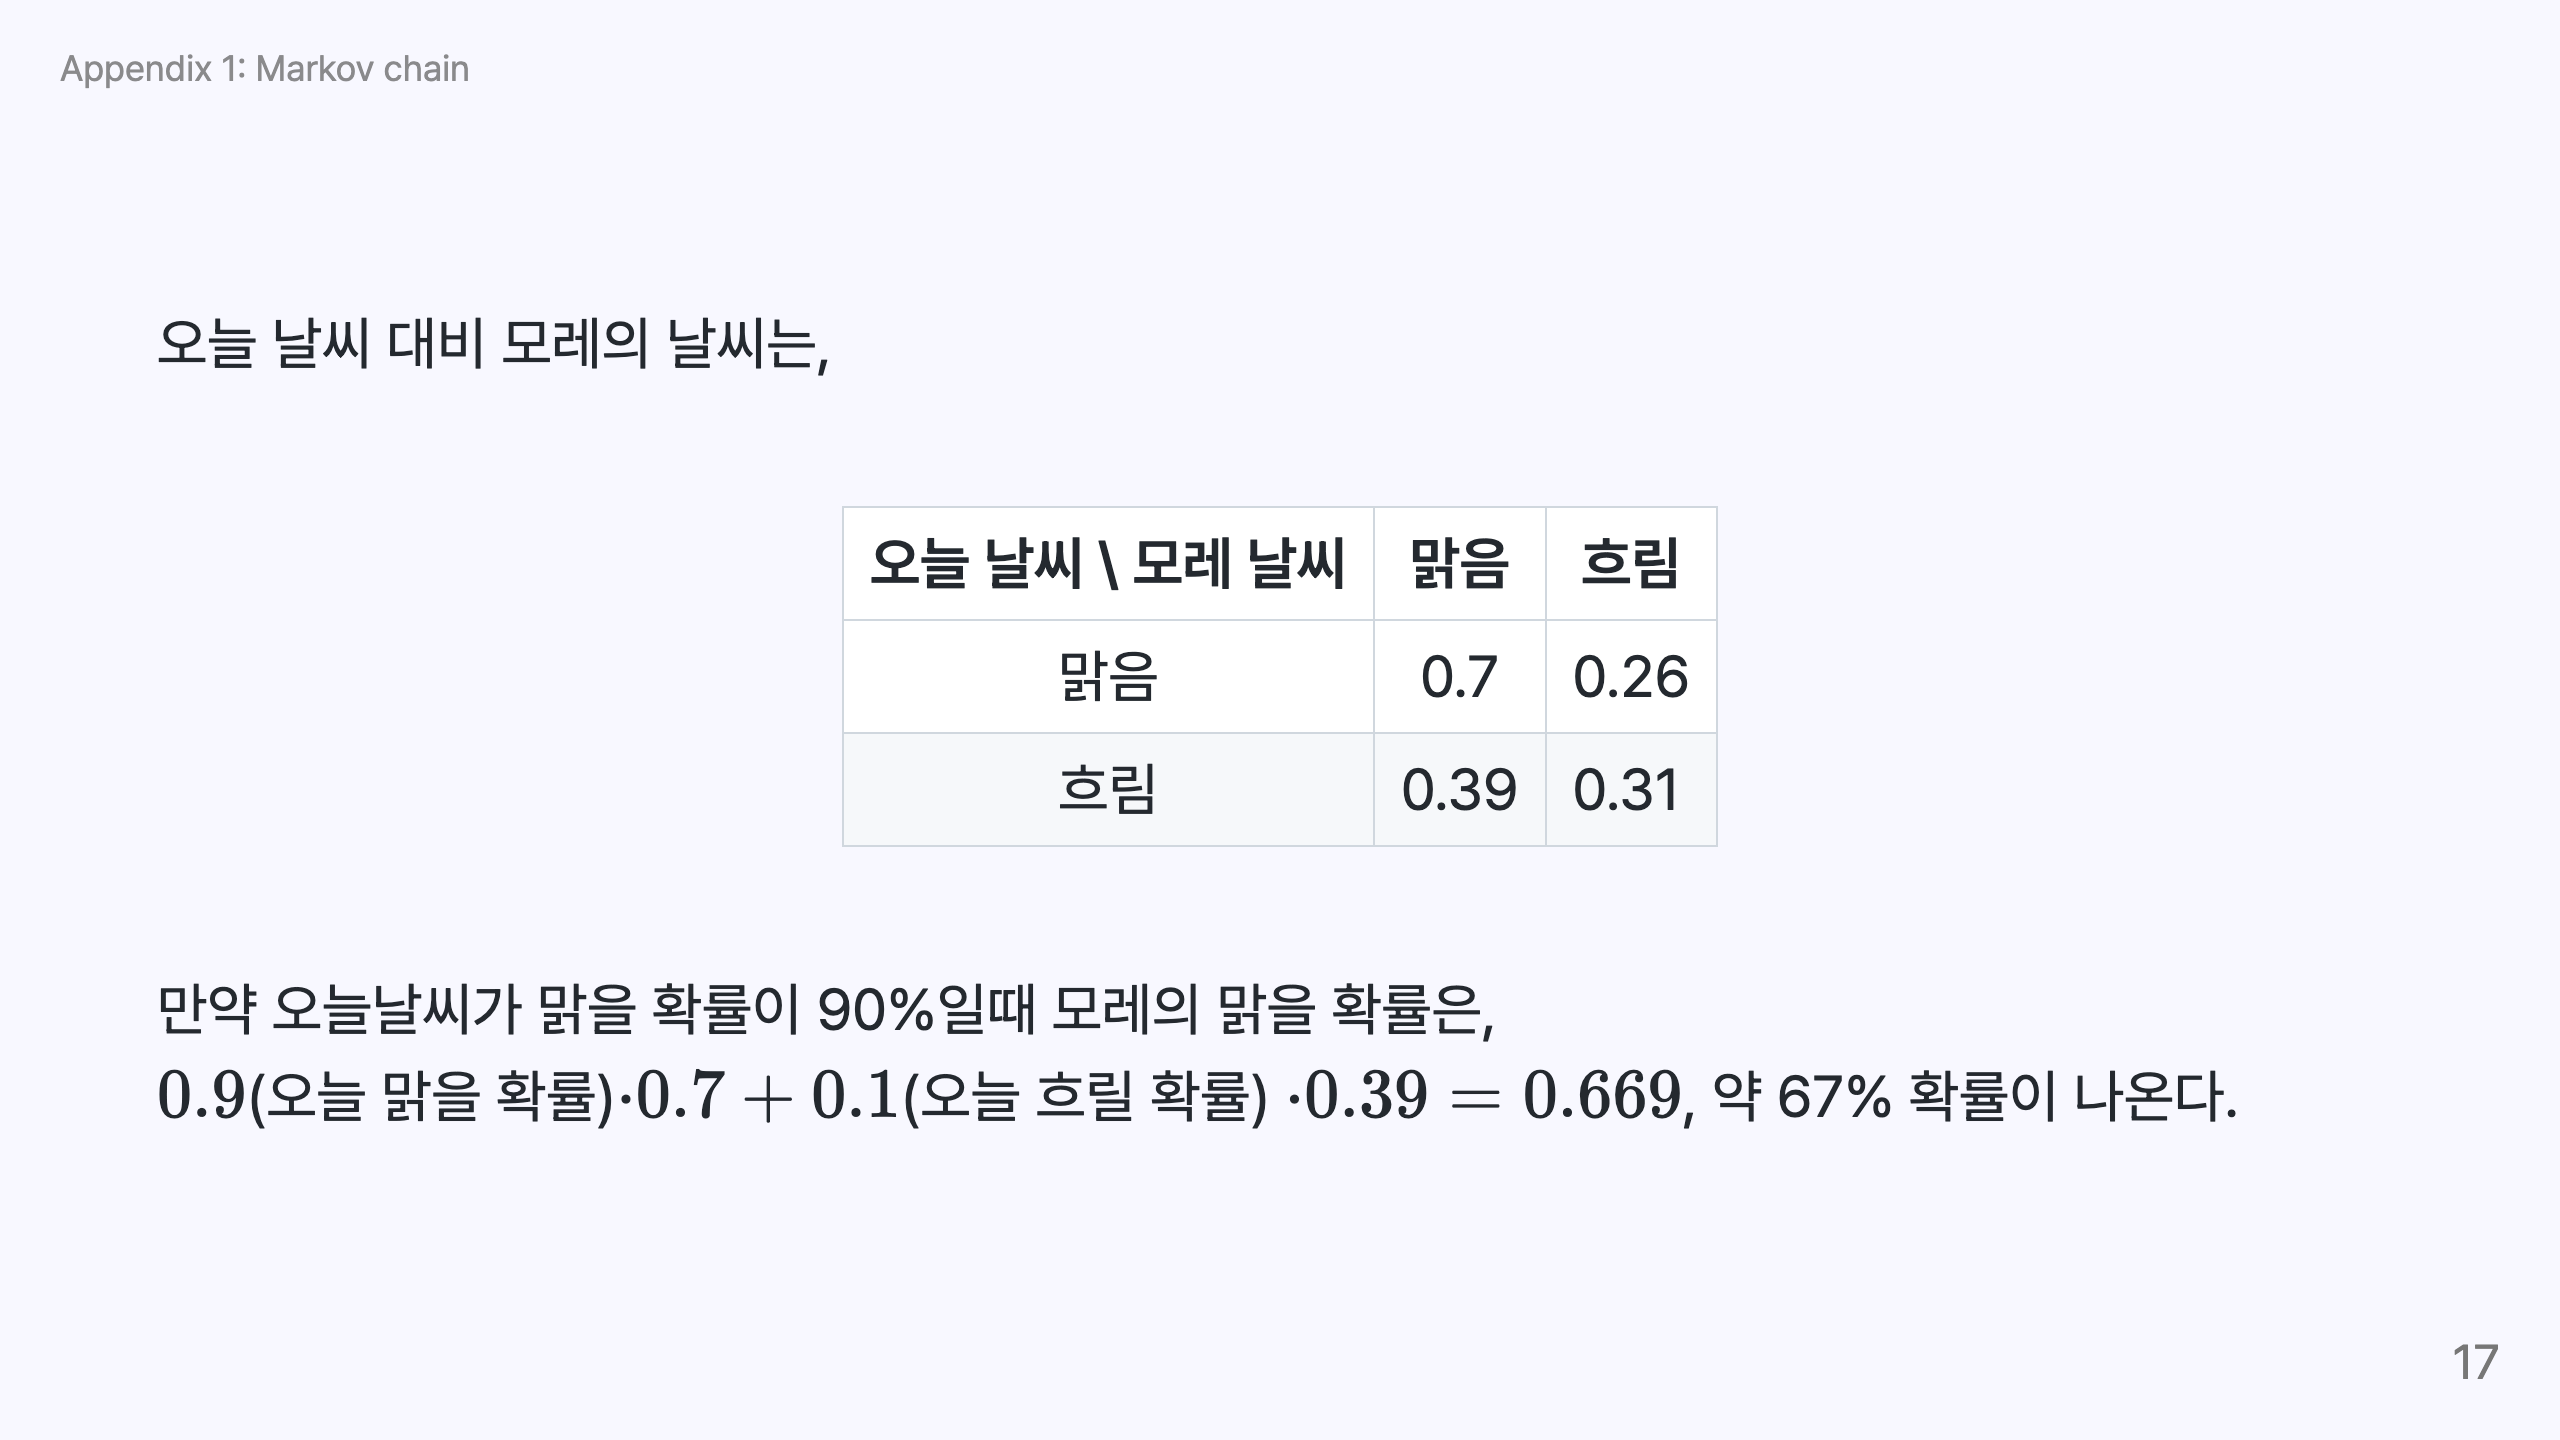 Appendix 1: Markov chain
오늘 날씨 대비 모레의 날씨는,
오늘 날씨 \ 모레 날씨 맑음 흐림
맑음 0.7 0.26
흐림 0.39 0.31
만약 오늘날씨가 맑을 확률이 90%일때 모레의 맑을 확률은,
0.9(오늘 맑을 확률)·0.7 + 0.1(오늘 흐릴 확률) ·0.39 = 0.669, 약 67% 확률이 나온다.
17